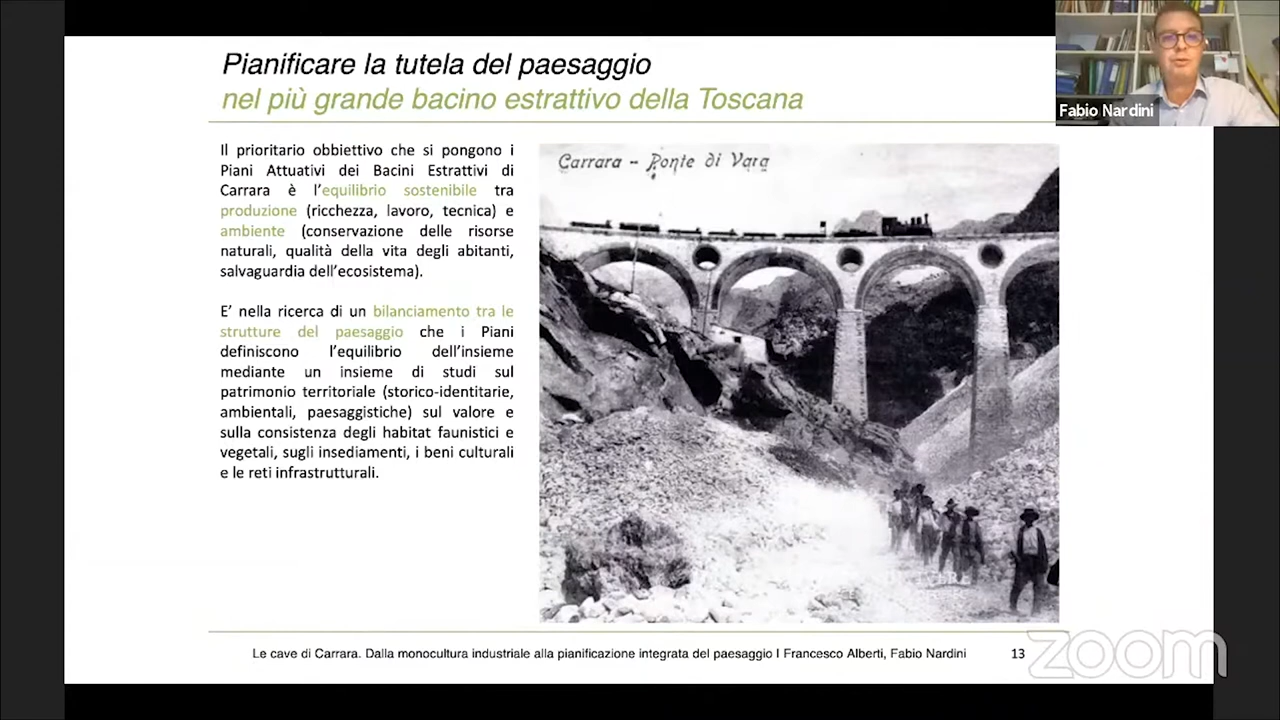 Pianificare la tutela del paesaggio
nel più grande bacino estrattivo della Toscana
Fabio Nardini
Il prioritario obbiettivo che si pongono i
Piani Attuativi dei Bacini Estrattivi di
Carrara è l'equilibrio sostenibile tra
produzione (ricchezza, lavoro, tecnica) e
ambiente (conservazione delle risorse
naturali, qualità della vita degli abitanti,
salvaguardia dell'ecosistema).
E' nella ricerca di un bilanciamento tra le
strutture del paesaggio che i Piani
definiscono l'equilibrio dell'insieme
mediante un insieme di studi sul
patrimonio territoriale (storico-identitarie,
ambientali, paesaggistiche) sul valore e
sulla consistenza degli habitat faunistici e
vegetali, sugli insediamenti, i beni culturali
e le reti infrastrutturali.
Carrara - Ponte di Vara
Le cave di Carrara. Dalla monocultura industriale alla pianificazione integrata del paesaggio I Francesco Alberti, Fabio Nardini
13
zoom